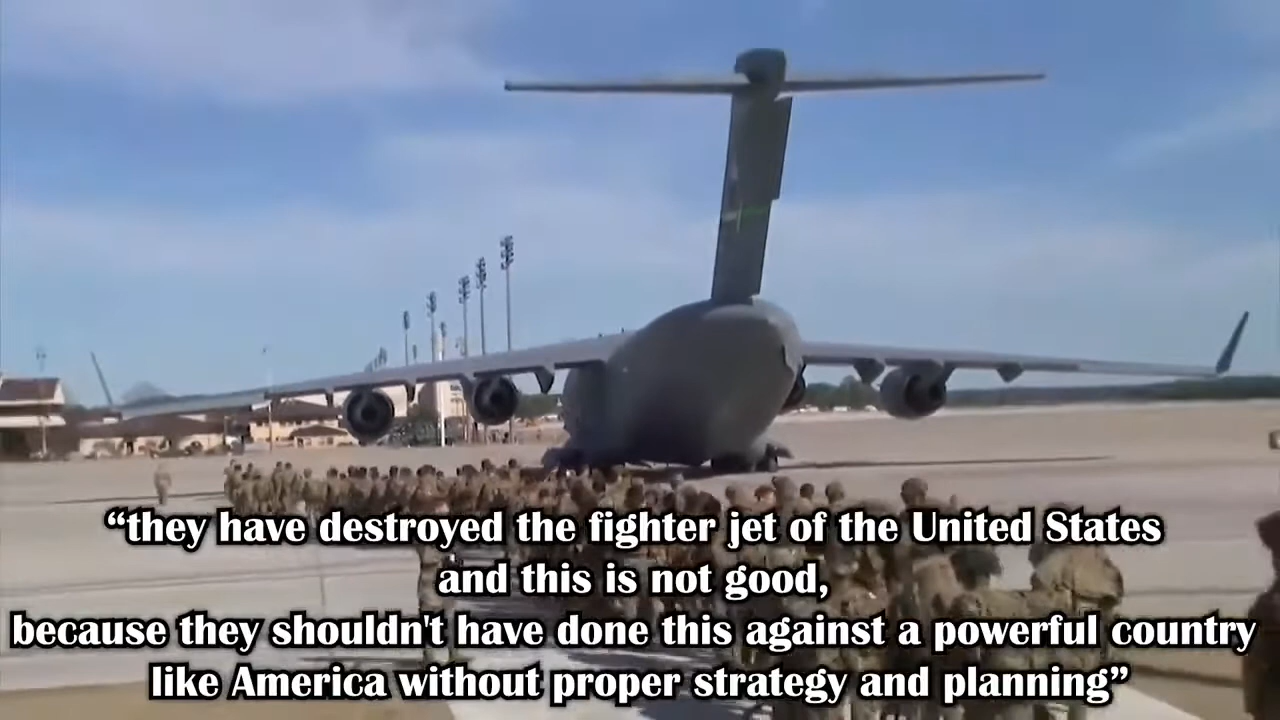 “they have destroyed the fighter jet of the United States
and this is not good,
because they shouldn't have done this against a powerful country
like America without proper strategy and planning”